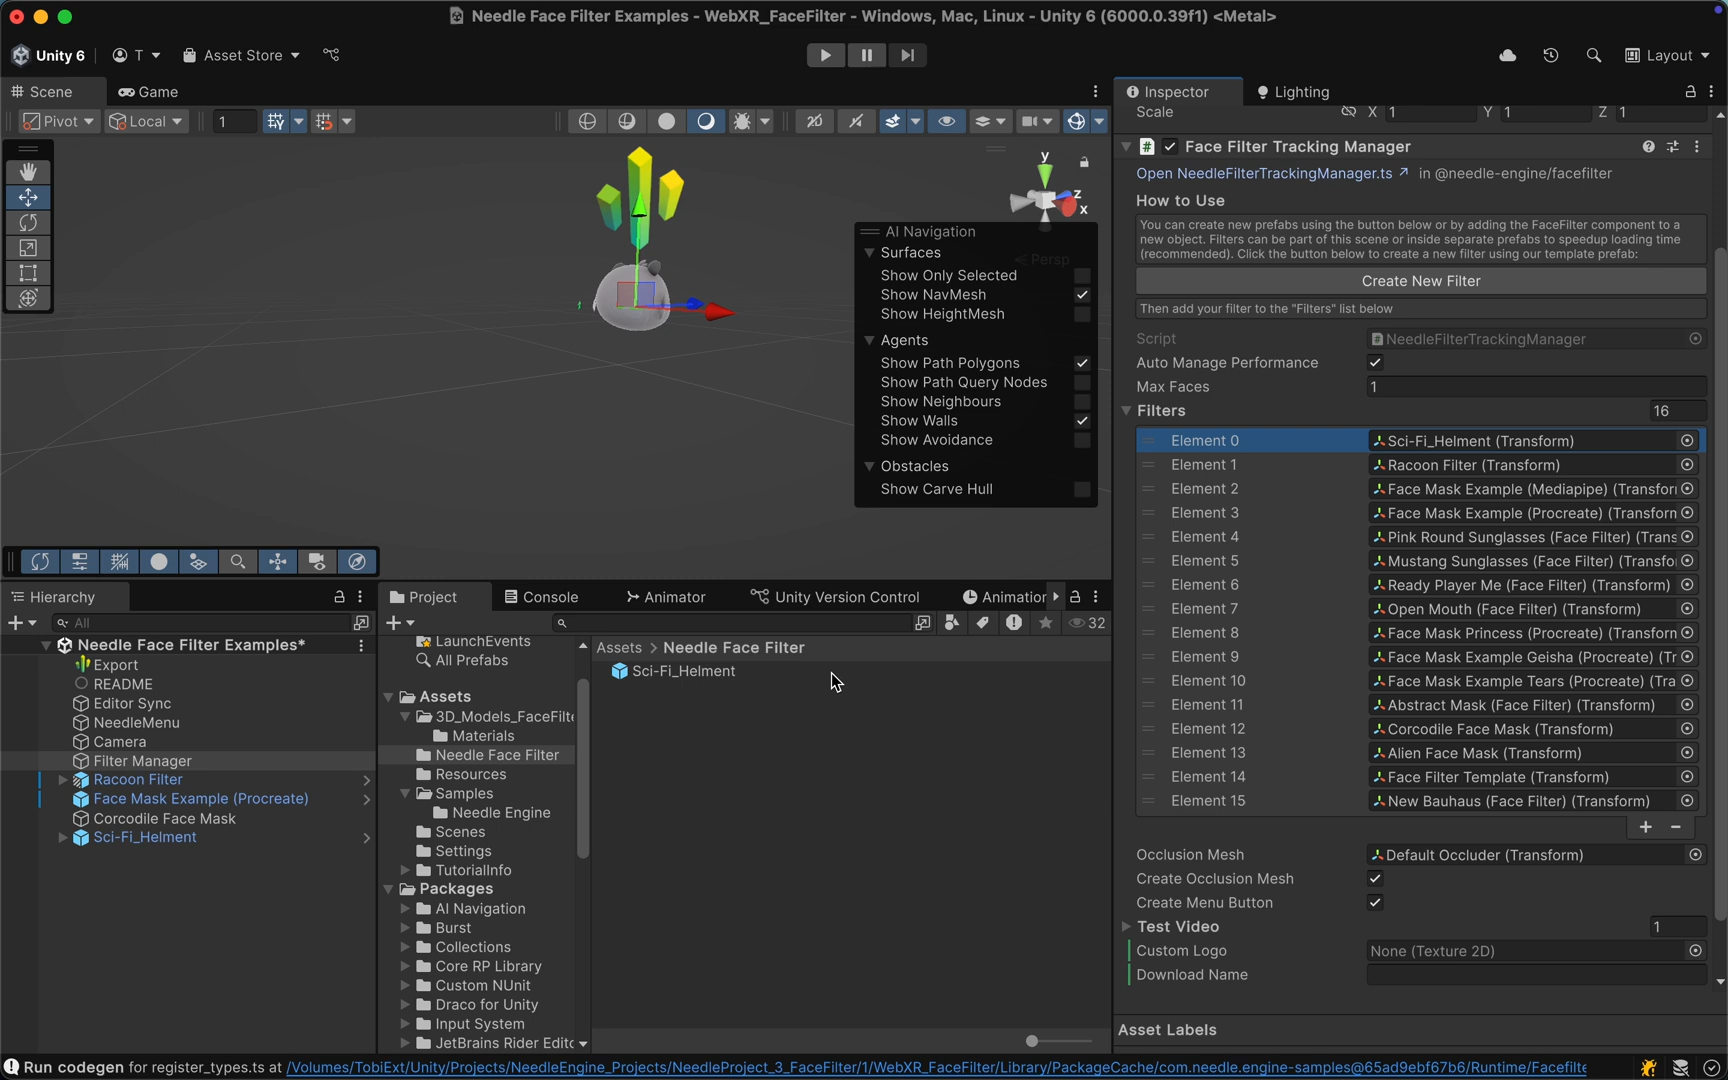 Needle Face Filter Examples - WebXR_FaceFilter - Windows, Mac, Linux - Unity 6 (6000.0.39f1) <Metal>
Unity 6
T
Asset Store
Layout
Scene
Game
Inspector
Lighting
Pivot
Local
1
2D
Scale
X 1
Y 1
Z 1
Face Filter Tracking Manager
Open NeedleFilterTrackingManager.ts ↗ in @needle-engine/facefilter
How to Use
You can create new prefabs using the button below or by adding the FaceFilter component to a
new object. Filters can be part of this scene or inside separate prefabs to speedup loading time
(recommended). Click the button below to create a new filter using our template prefab:
Create New Filter
Then add your filter to the "Filters" list below
Script
NeedleFilterTrackingManager
Auto Manage Performance
Max Faces
1
Filters
16
Element 0
Sci-Fi_Helment (Transform)
Element 1
Racoon Filter (Transform)
Element 2
Face Mask Example (Mediapipe) (Transfor
Element 3
Face Mask Example (Procreate) (Transforn
Element 4
Pink Round Sunglasses (Face Filter) (Trans
Element 5
Mustang Sunglasses (Face Filter) (Transfo
Element 6
Ready Player Me (Face Filter) (Transform)
Element 7
Open Mouth (Face Filter) (Transform)
Element 8
Face Mask Princess (Procreate) (Transforn
Element 9
Face Mask Example Geisha (Procreate) (Tr
Element 10
Face Mask Example Tears (Procreate) (Tra
Element 11
Abstract Mask (Face Filter) (Transform)
Element 12
Corcodile Face Mask (Transform)
Element 13
Alien Face Mask (Transform)
Element 14
Face Filter Template (Transform)
Element 15
New Bauhaus (Face Filter) (Transform)
Occlusion Mesh
Default Occluder (Transform)
Create Occlusion Mesh
Create Menu Button
Test Video
1
Custom Logo
None (Texture 2D)
Download Name
Asset Labels
y
z
x
Persp
AI Navigation
Surfaces
Show Only Selected
Show NavMesh
Show HeightMesh
Agents
Show Path Polygons
Show Path Query Nodes
Show Neighbours
Show Walls
Show Avoidance
Obstacles
Show Carve Hull
Hierarchy
All
Needle Face Filter Examples*
Export
README
Editor Sync
NeedleMenu
Camera
Filter Manager
Racoon Filter
Face Mask Example (Procreate)
Corcodile Face Mask
Sci-Fi_Helment
Project
Console
Animator
Unity Version Control
Animation
32
LaunchEvents
All Prefabs
Assets
3D_Models_FaceFilte
Materials
Needle Face Filter
Resources
Samples
Needle Engine
Scenes
Settings
TutorialInfo
Packages
AI Navigation
Burst
Collections
Core RP Library
Custom NUnit
Draco for Unity
Input System
JetBrains Rider Edito
Assets > Needle Face Filter
Sci-Fi_Helment
Run codegen for register_types.ts at /Volumes/TobiExt/Unity/Projects/NeedleEngine_Projects/NeedleProject_3_FaceFilter/1/WebXR_FaceFilter/Library/PackageCache/com.needle.engine-samples@65ad9ebf67b6/Runtime/Facefilte